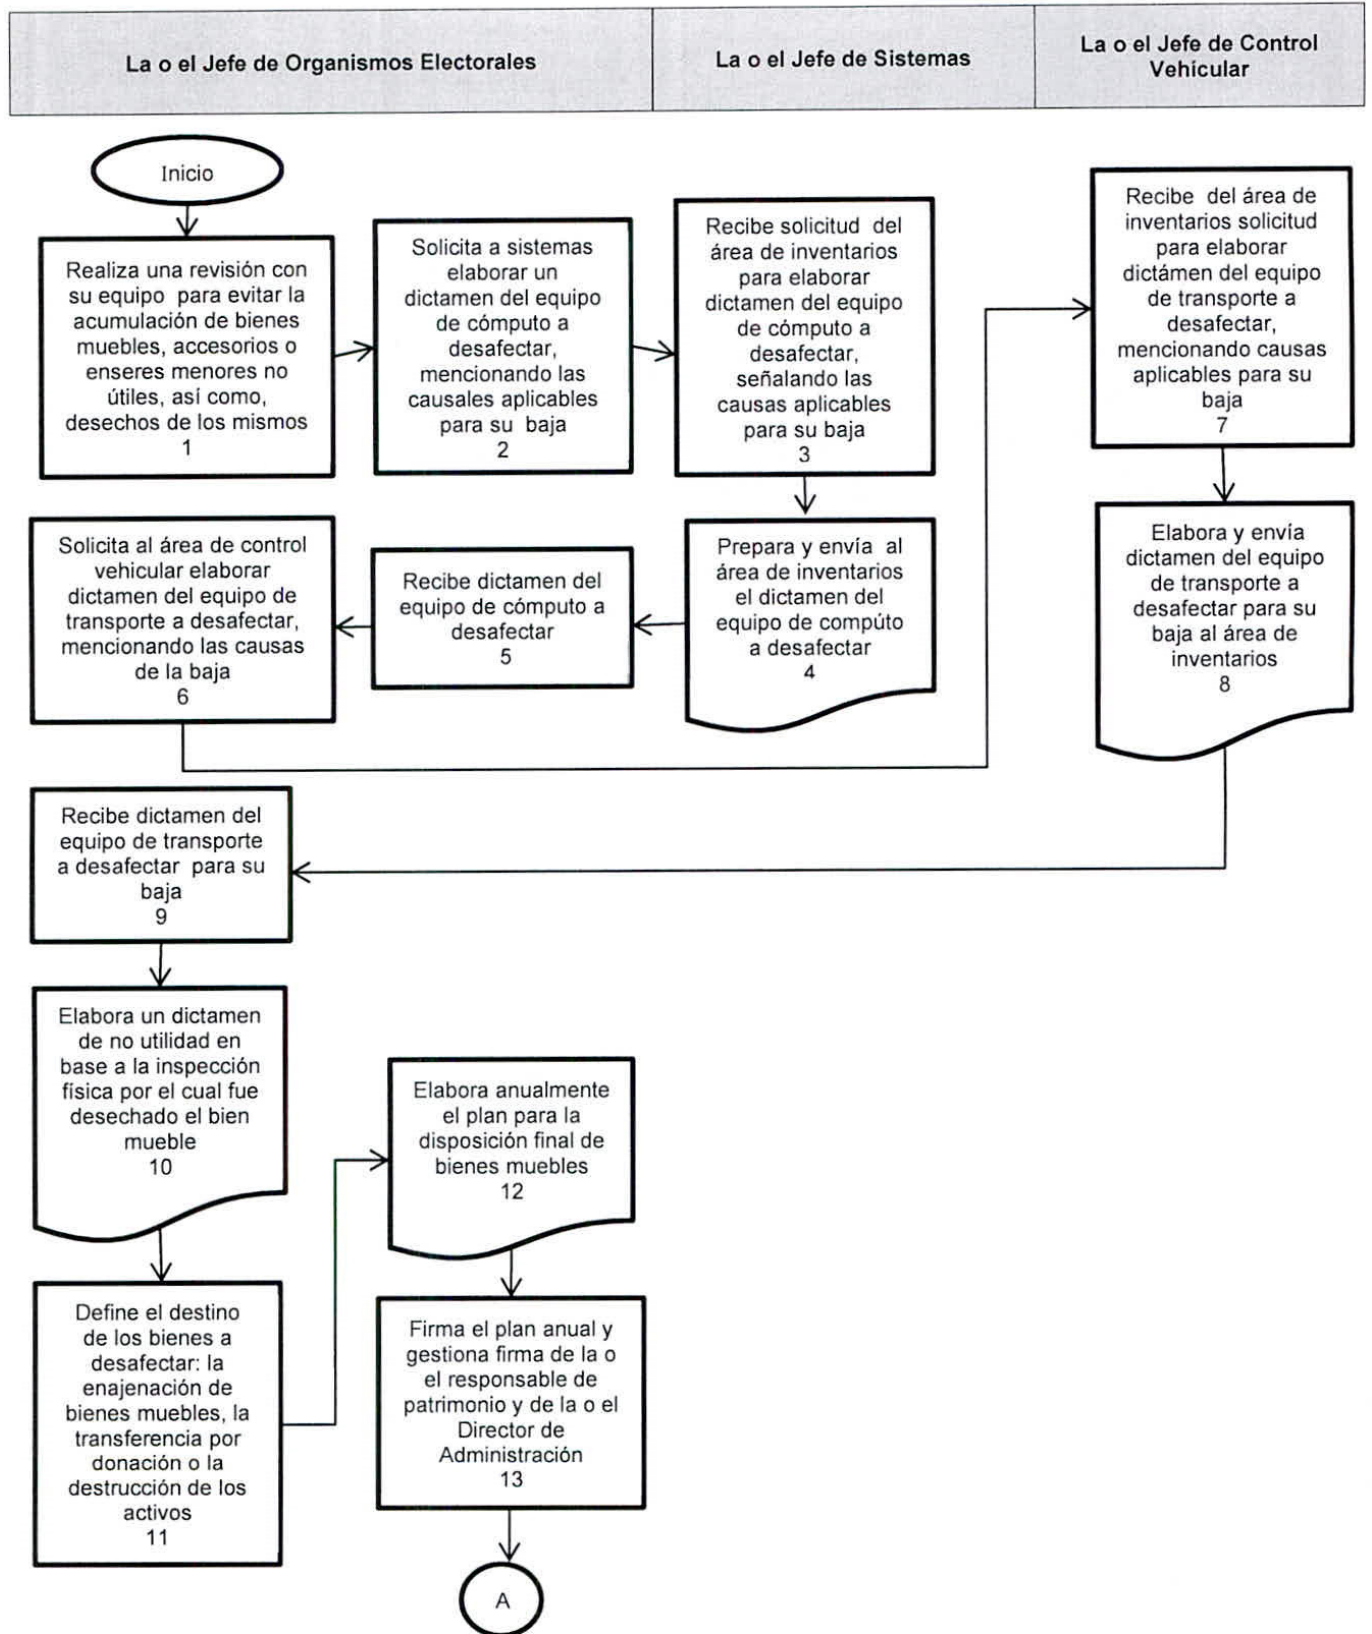 La o el Jefe de Organismos Electorales
La o el Jefe de Sistemas
La o el Jefe de Control
Vehícular
Inicio
Realiza una revisión con
su equipo para evitar la
acumulación de bienes
muebles, accesorios o
enseres menores no
útiles, así como,
desechos de los mismos
1
Solicita a sistemas
elaborar un
dictamen del equipo
de cómputo a
desafectar,
mencionando las
causales aplicables
para su baja
2
Recibe solicitud del
área de inventarios
para elaborar
dictamen del equipo
de cómputo a
desafectar,
señalando las
causas aplicables
para su baja
3
Prepara y envía al
área de inventarios
el dictamen del
equipo de compúto
a desafectar
4
Recibe dictamen del
equipo de cómputo a
desafectar
5
Solicita al área de control
vehicular elaborar
dictamen del equipo de
transporte a desafectar,
mencionando las causas
de la baja
6
Recibe del área de
inventarios solicitud
para elaborar
dictámen del equipo
de transporte a
desafectar,
mencionando causas
aplicables para su
baja
7
Elabora y envía
dictamen del equipo
de transporte a
desafectar para su
baja al área de
inventarios
8
Recibe dictamen del
equipo de transporte
a desafectar para su
baja
9
Elabora un dictamen
de no utilidad en
base a la inspección
física por el cual fue
desechado el bien
mueble
10
Define el destino
de los bienes a
desafectar: la
enajenación de
bienes muebles, la
transferencia por
donación o la
destrucción de los
activos
11
Elabora anualmente
el plan para la
disposición final de
bienes muebles
12
Firma el plan anual y
gestiona firma de la o
el responsable de
patrimonio y de la o el
Director de
Administración
13
A